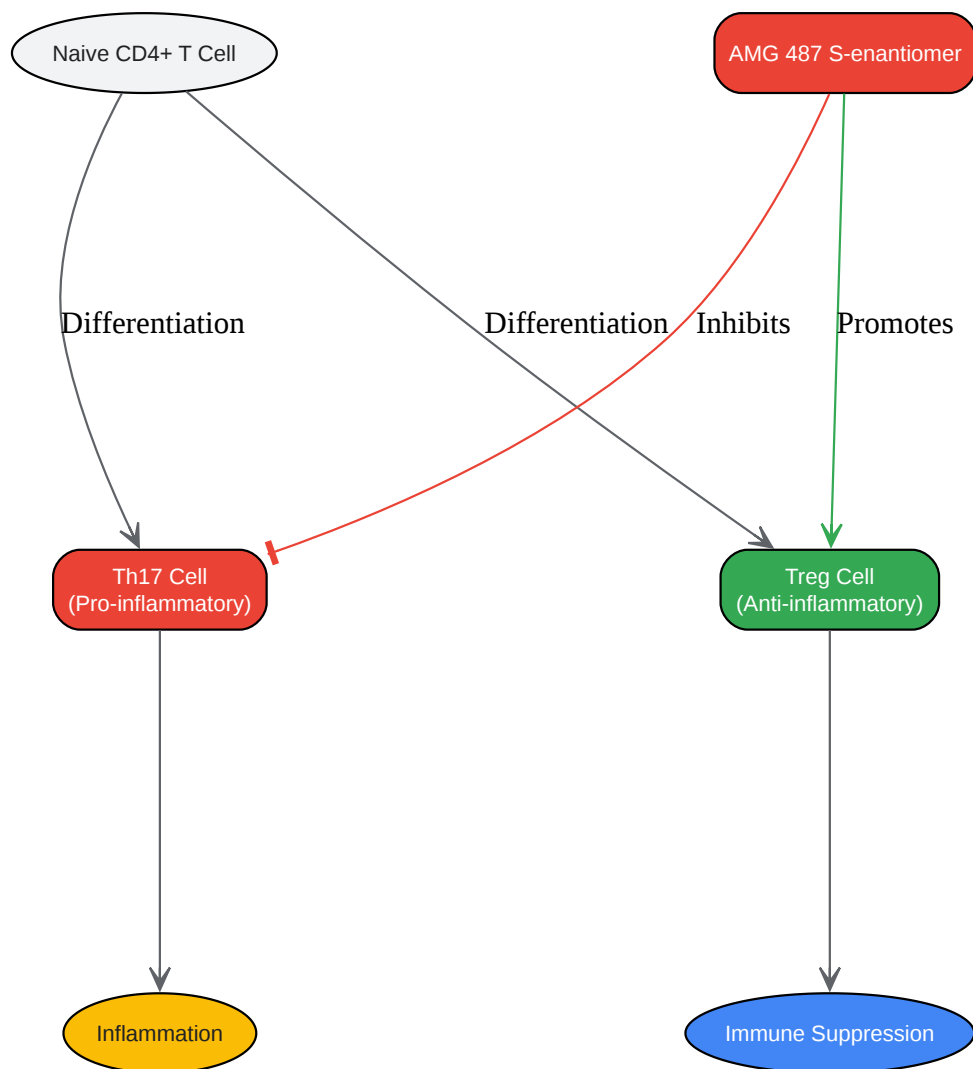 Naive CD4+ T Cell
AMG 487 S-enantiomer
Differentiation
Differentiation
Inhibits
Promotes
Th17 Cell
(Pro-inflammatory)
Treg Cell
(Anti-inflammatory)
Inflammation
Immune Suppression